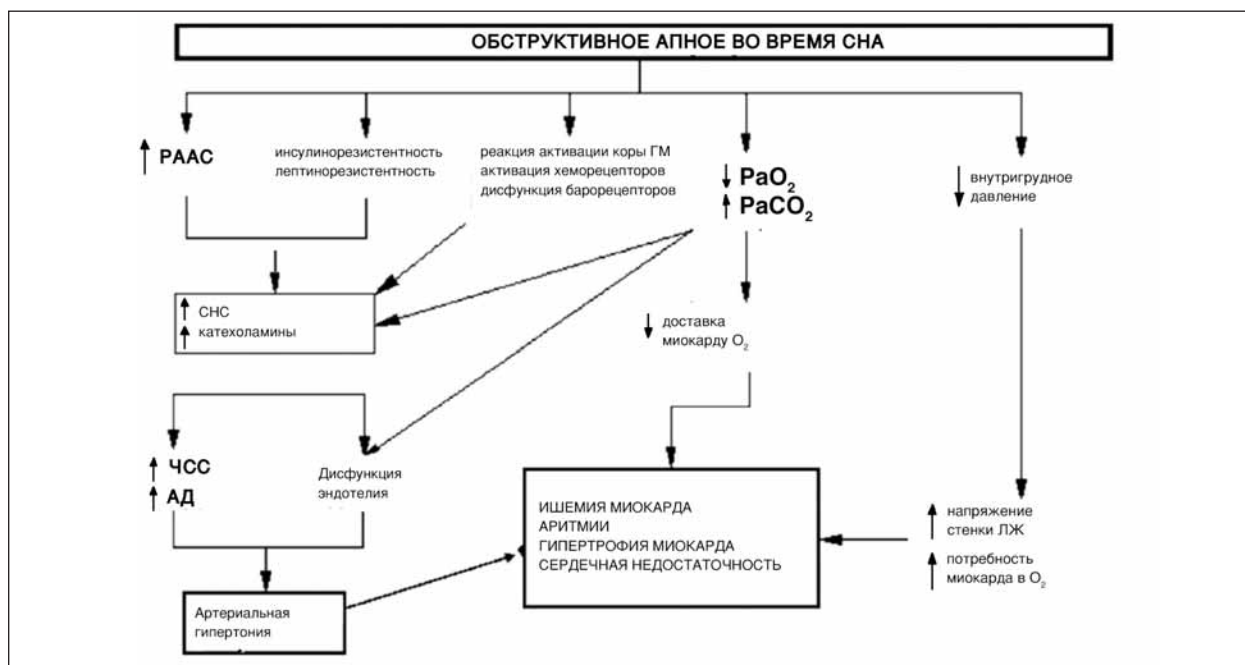 ОБСТРУКТИВНОЕ АПНОЕ ВО ВРЕМЯ СНА
↑ РААС
инсулинорезистентность
лептинорезистентность
реакция активации коры ГМ
активация хеморецепторов
дисфункция барорецепторов
↓ PaO₂
↑ PaCO₂
↓ внутригрудное
давление
↑ СНС
↑ катехоламины
↓ доставка
миокарду O₂
↑ ЧСС
↑ АД
Дисфункция
эндотелия
ИШЕМИЯ МИОКАРДА
АРИТМИИ
ГИПЕРТРОФИЯ МИОКАРДА
СЕРДЕЧНАЯ НЕДОСТАТОЧНОСТЬ
↑ напряжение
стенки ЛЖ
↑ потребность
миокарда в O₂
Артериальная
гипертония